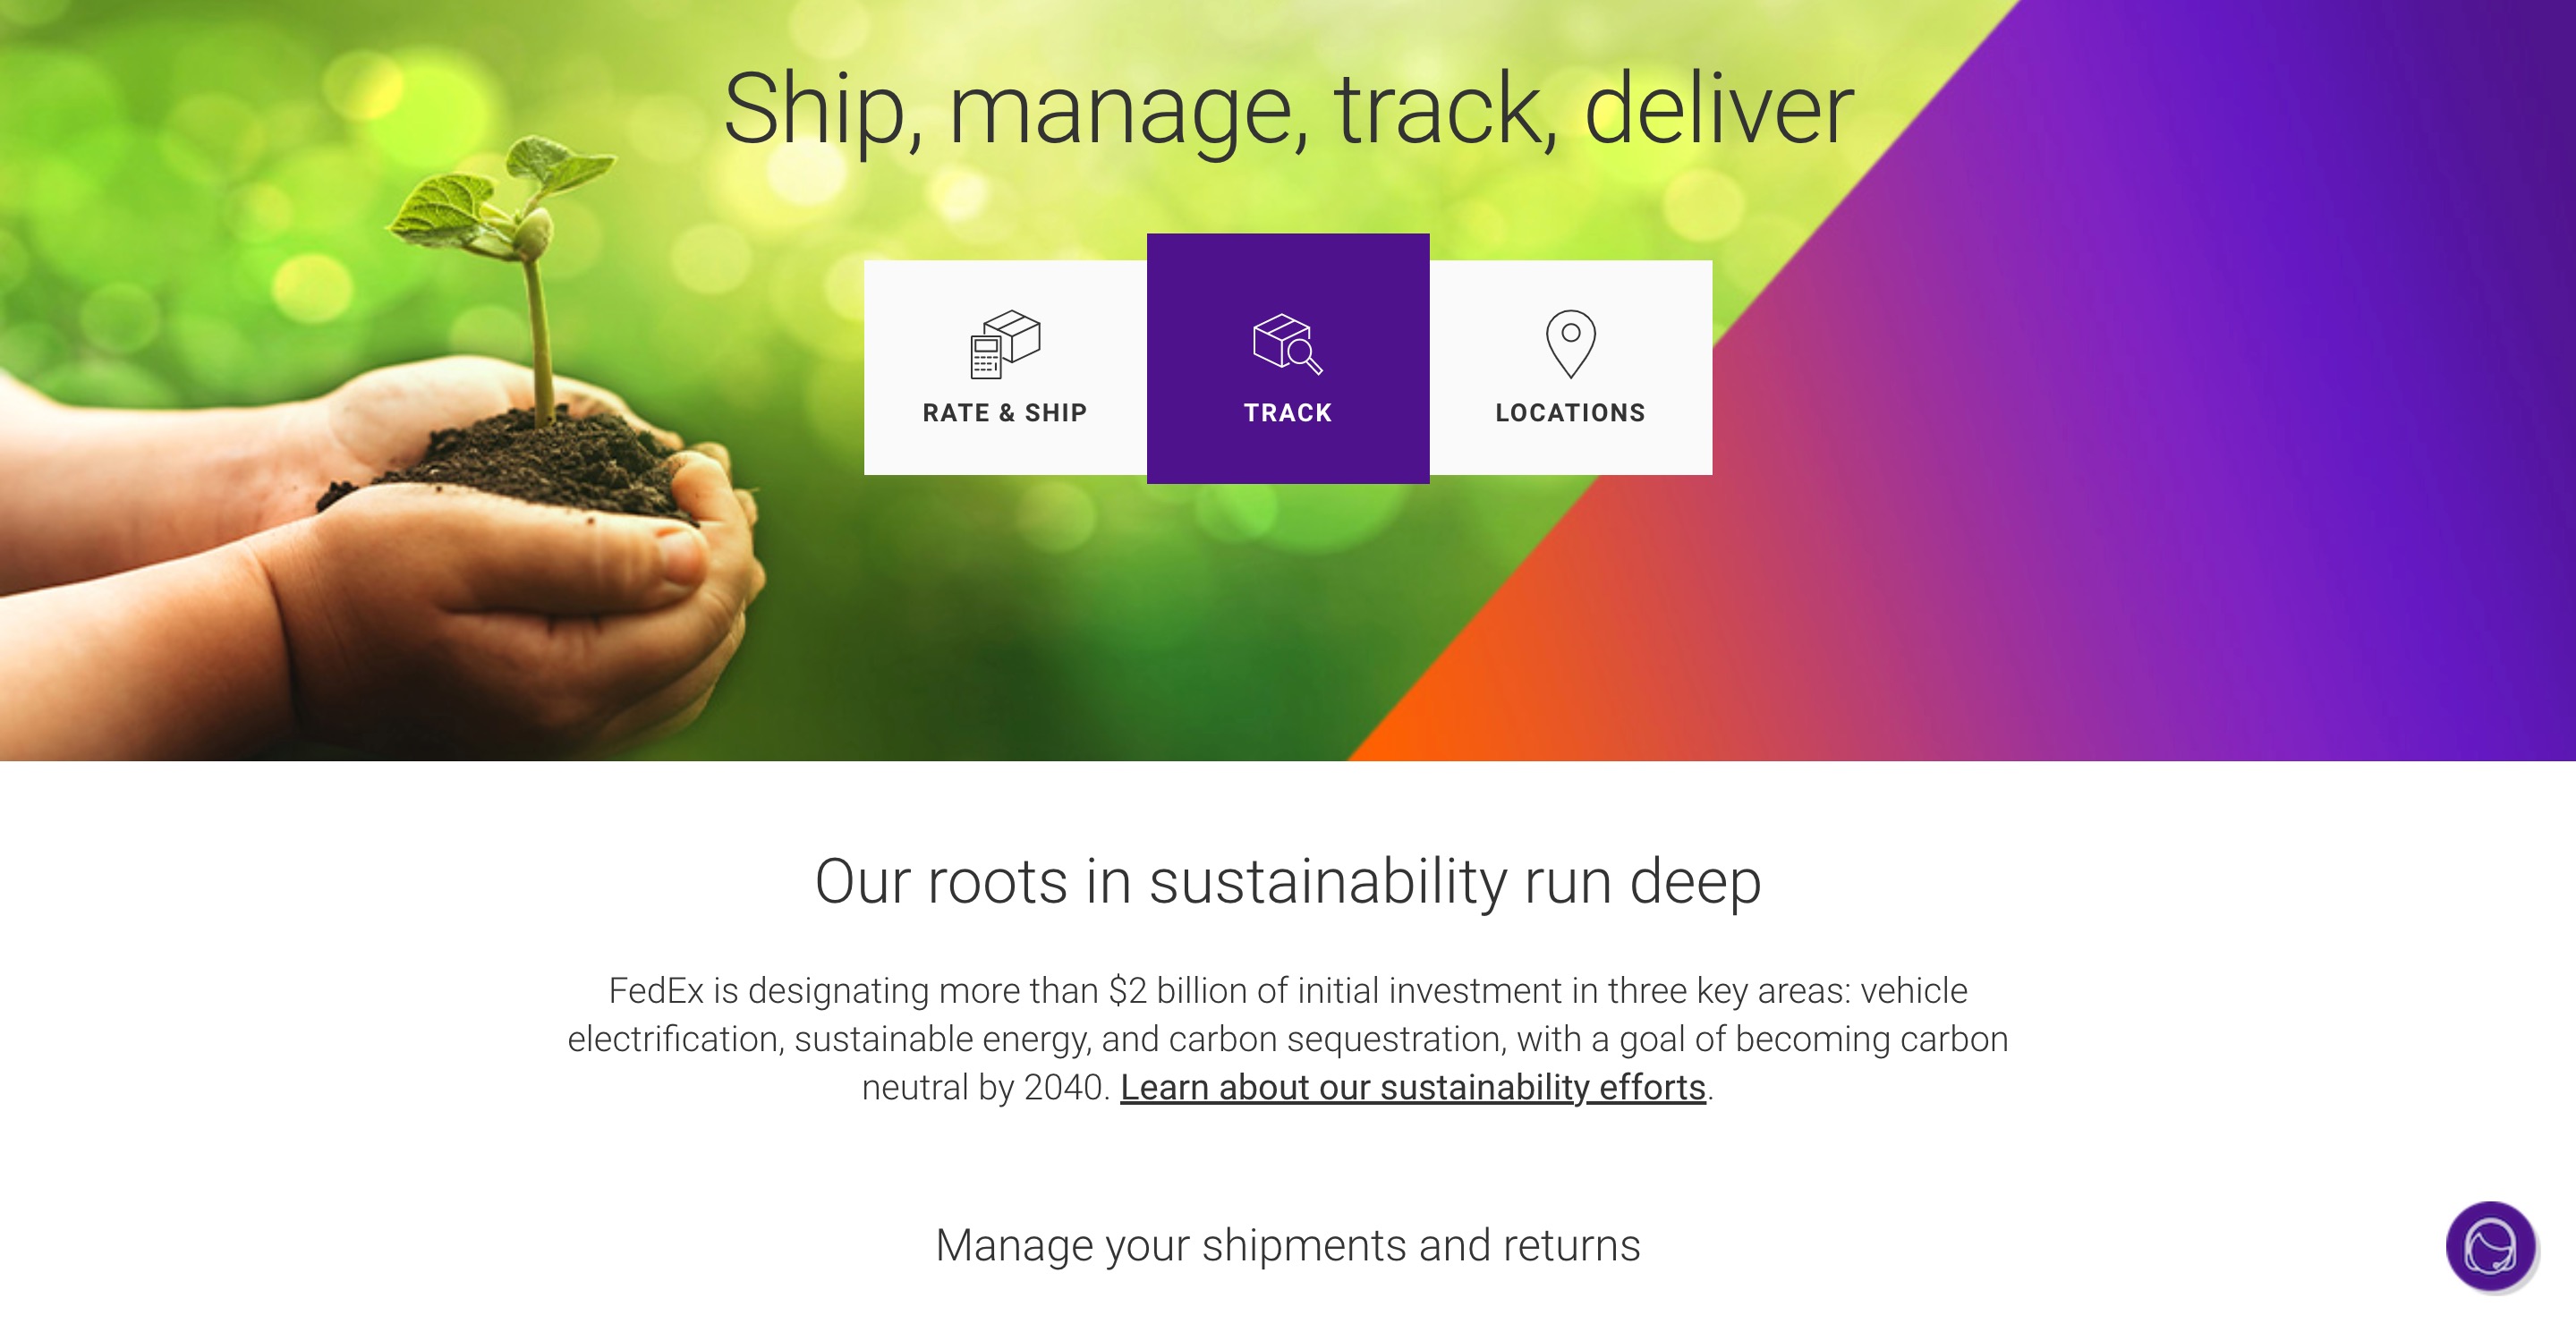 Ship, manage, track, deliver
RATE & SHIP
TRACK
LOCATIONS
Our roots in sustainability run deep
FedEx is designating more than $2 billion of initial investment in three key areas: vehicle
electrification, sustainable energy, and carbon sequestration, with a goal of becoming carbon
neutral by 2040. Learn about our sustainability efforts.
Manage your shipments and returns